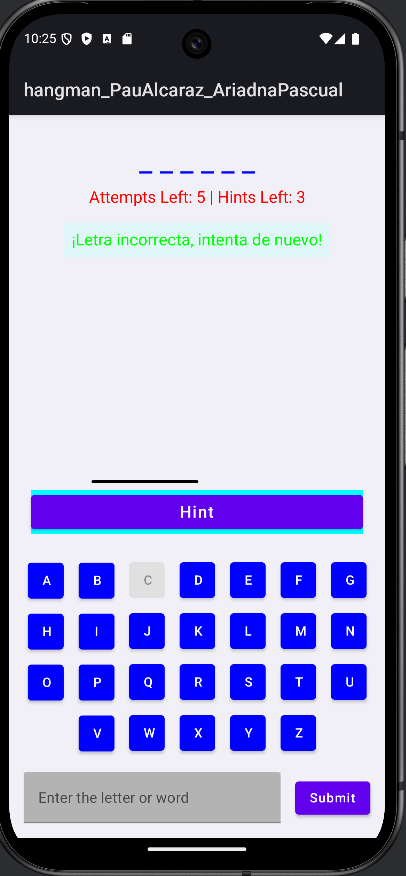 10:25
hangman_PauAlcaraz_AriadnaPascual
_ _ _ _ _ _
Attempts Left: 5 | Hints Left: 3
¡Letra incorrecta, intenta de nuevo!
Hint
A B C D E F G
H I J K L M N
O P Q R S T U
V W X Y Z
Enter the letter or word Submit